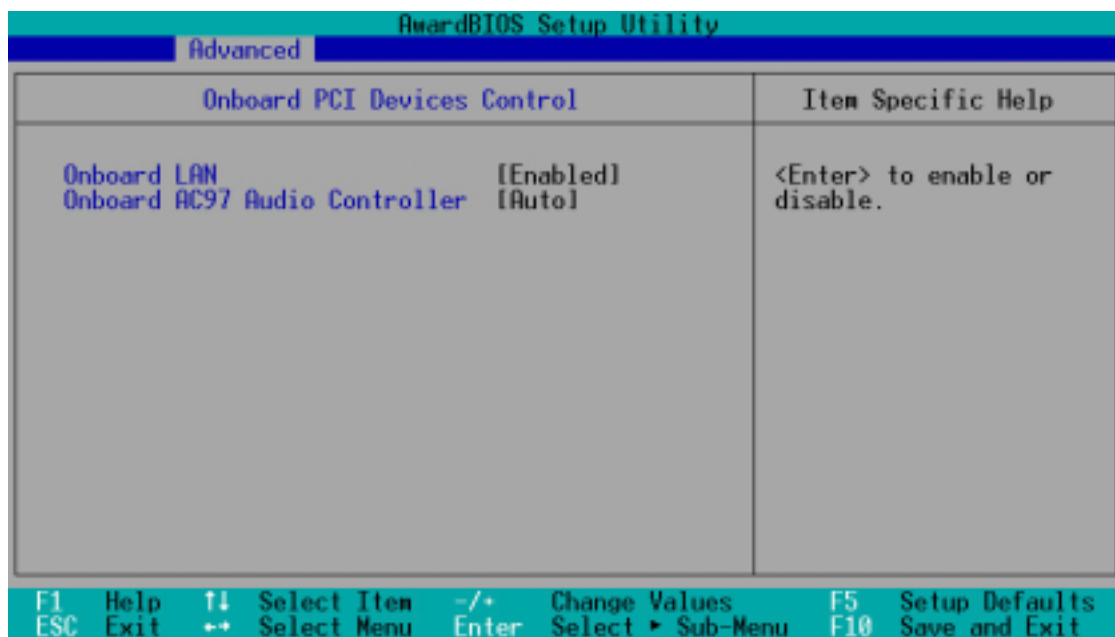 AwardBIOS Setup Utility
Advanced
Onboard PCI Devices Control
Item Specific Help
Onboard LAN [Enabled]
Onboard AC97 Audio Controller [Auto]
<Enter> to enable or
disable.
F1 Help ↑↓ Select Item -/+ Change Values F5 Setup Defaults
ESC Exit ←→ Select Menu Enter Select ► Sub-Menu F10 Save and Exit